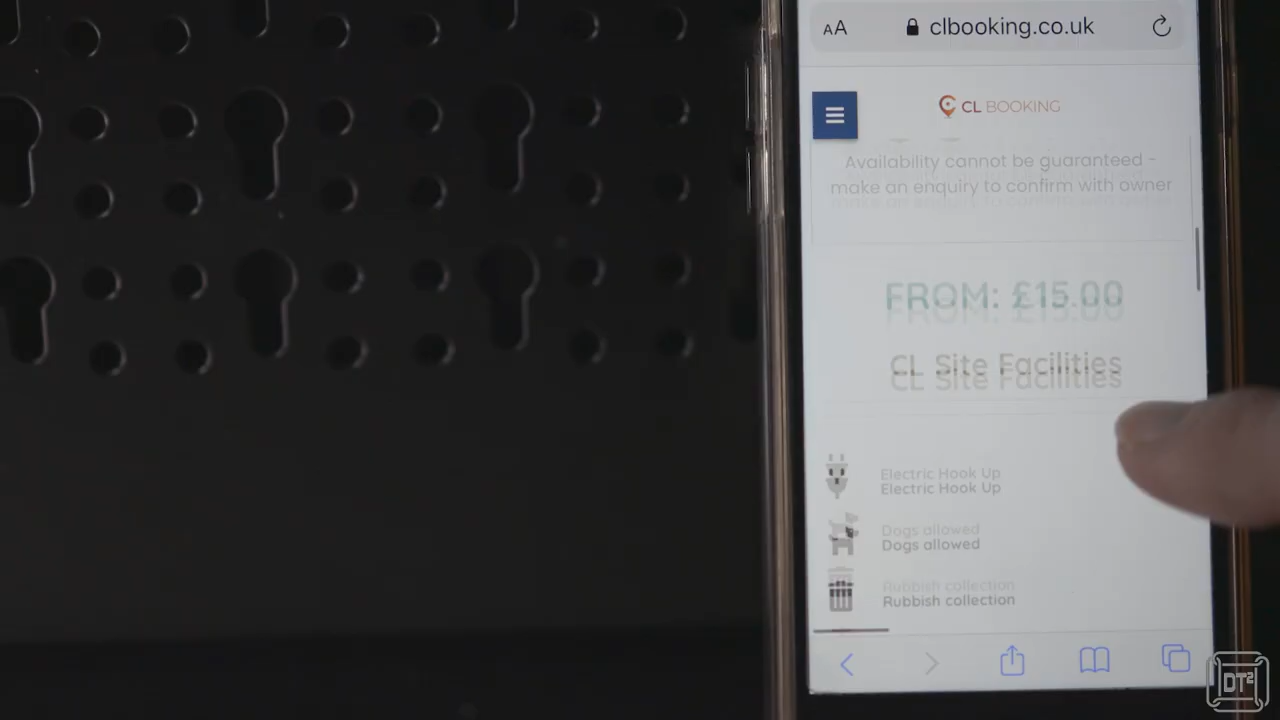 AA clbooking.co.uk
CL BOOKING
Availability cannot be guaranteed -
make an enquiry to confirm with owner
FROM: £15.00
CL Site Facilities
Electric Hook Up
Dogs allowed
Rubbish collection
DT2